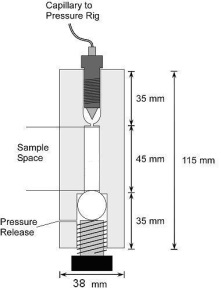 Capillary to
Pressure Rig
35 mm
Sample
Space
45 mm
115 mm
Pressure
Release
35 mm
38 mm